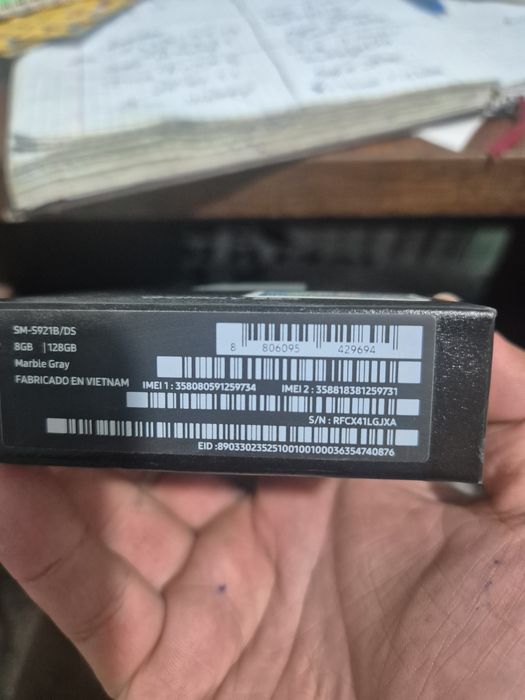 SM-S921B/DS
8GB | 128GB
Marble Gray
FABRICADO EN VIETNAM
8 806095 429694
IMEI 1 : 358080591259734 IMEI 2 : 358818381259731
S/N : RFCX41LGJXA
EID :89033023525100100100036354740876